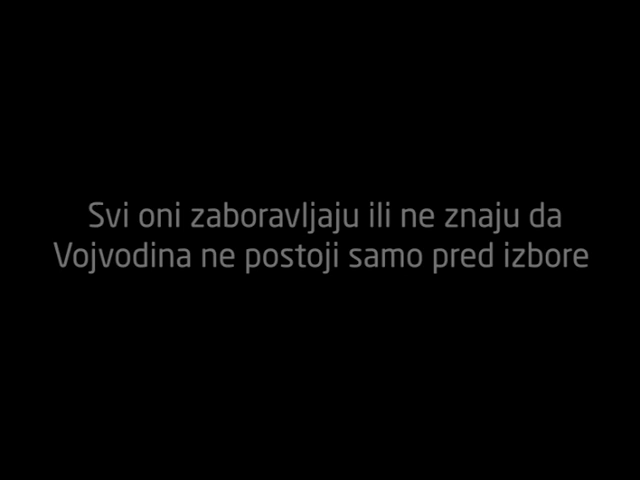 Svi oni zaboravljaju ili ne znaju da
Vojvodina ne postoji samo pred izbore